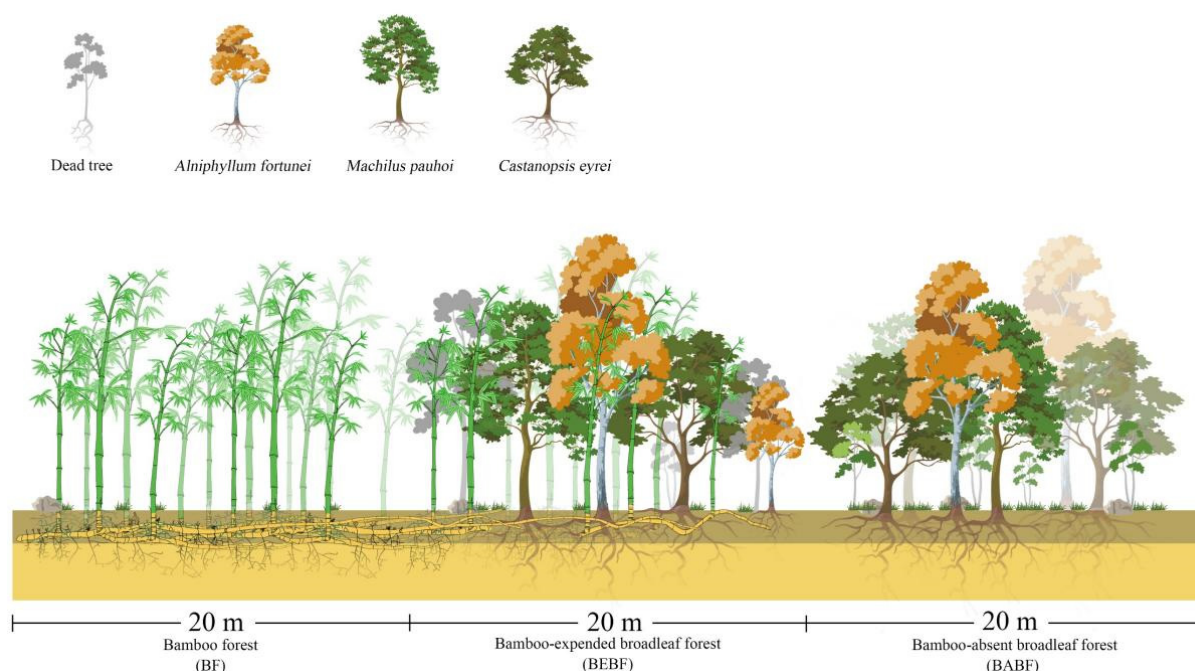 Dead tree
Alniphyllum fortunei
Machilus pauhoi
Castanopsis eyrei
20 m
20 m
20 m
Bamboo forest
(BF)
Bamboo-expended broadleaf forest
(BEBF)
Bamboo-absent broadleaf forest
(BABF)